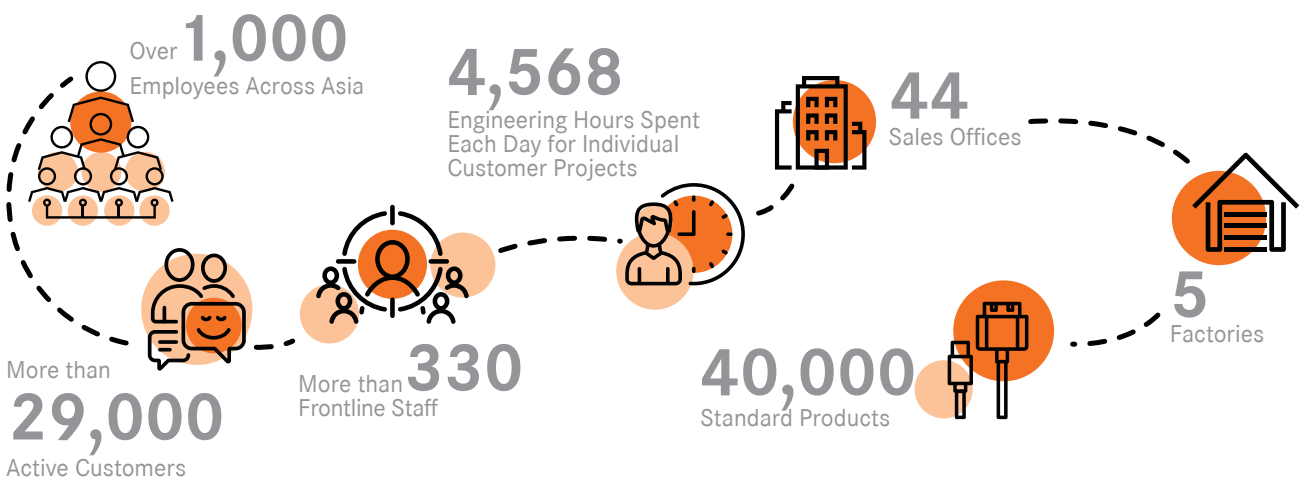 Over 1,000
Employees Across Asia
More than
29,000
Active Customers
More than 330
Frontline Staff
4,568
Engineering Hours Spent
Each Day for Individual
Customer Projects
44
Sales Offices
5
Factories
40,000
Standard Products